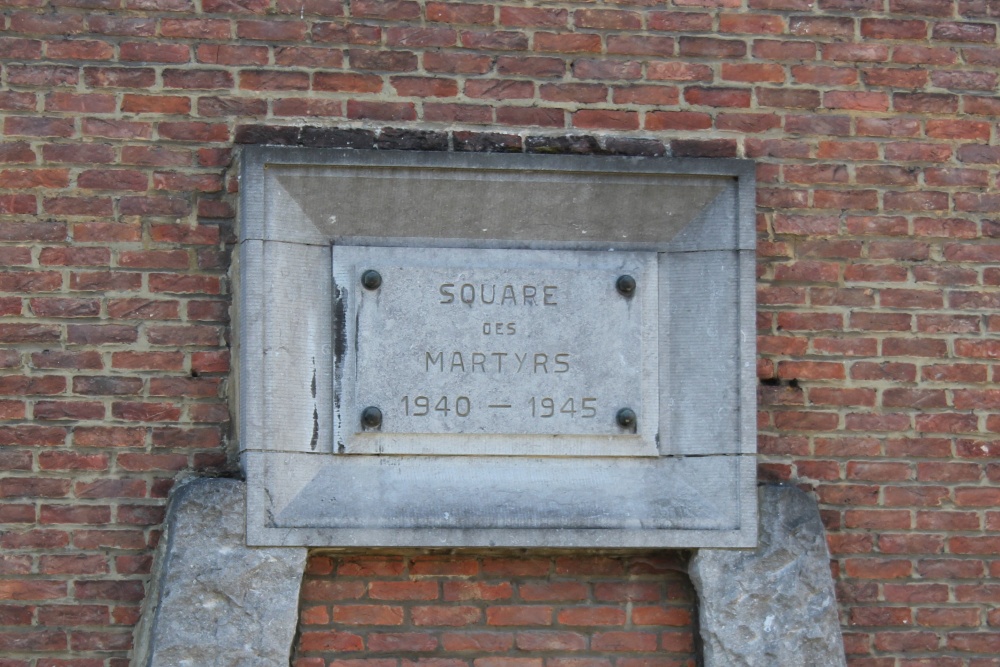 SQUARE
DES
MARTYRS
1940 — 1945